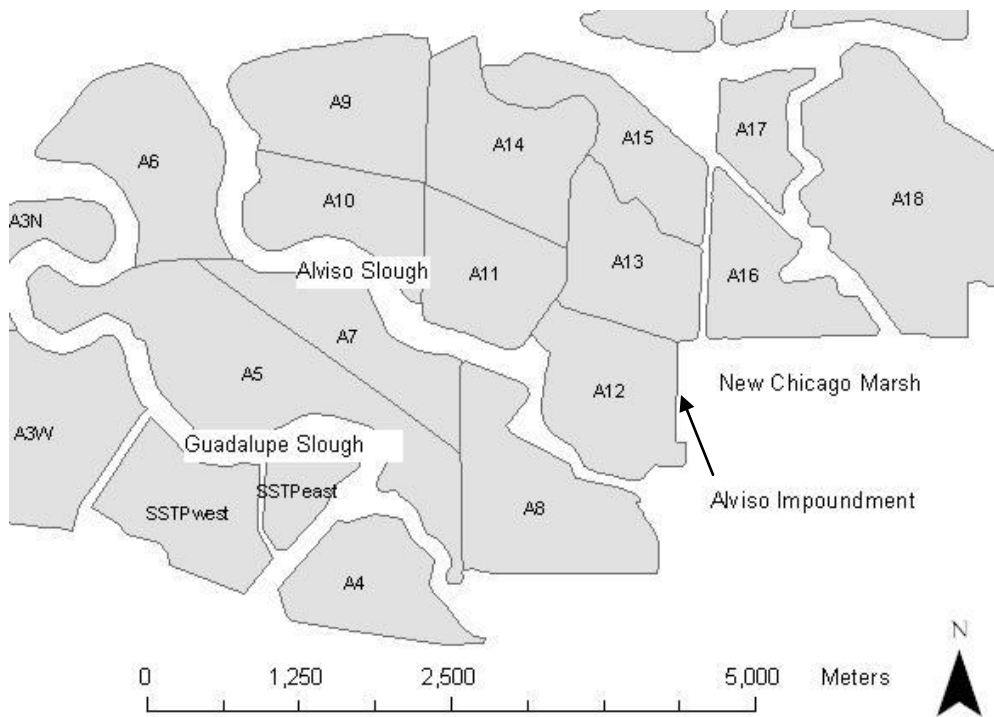 A9
A17
A15
A14
A6
A10
A18
A3N
A13
Alviso Slough
A11
A16
A7
A5
New Chicago Marsh
A12
A3W
Guadalupe Slough
SSTPeast
Alviso Impoundment
SSTPwest
A8
A4
N
0 1,250 2,500 5,000 Meters